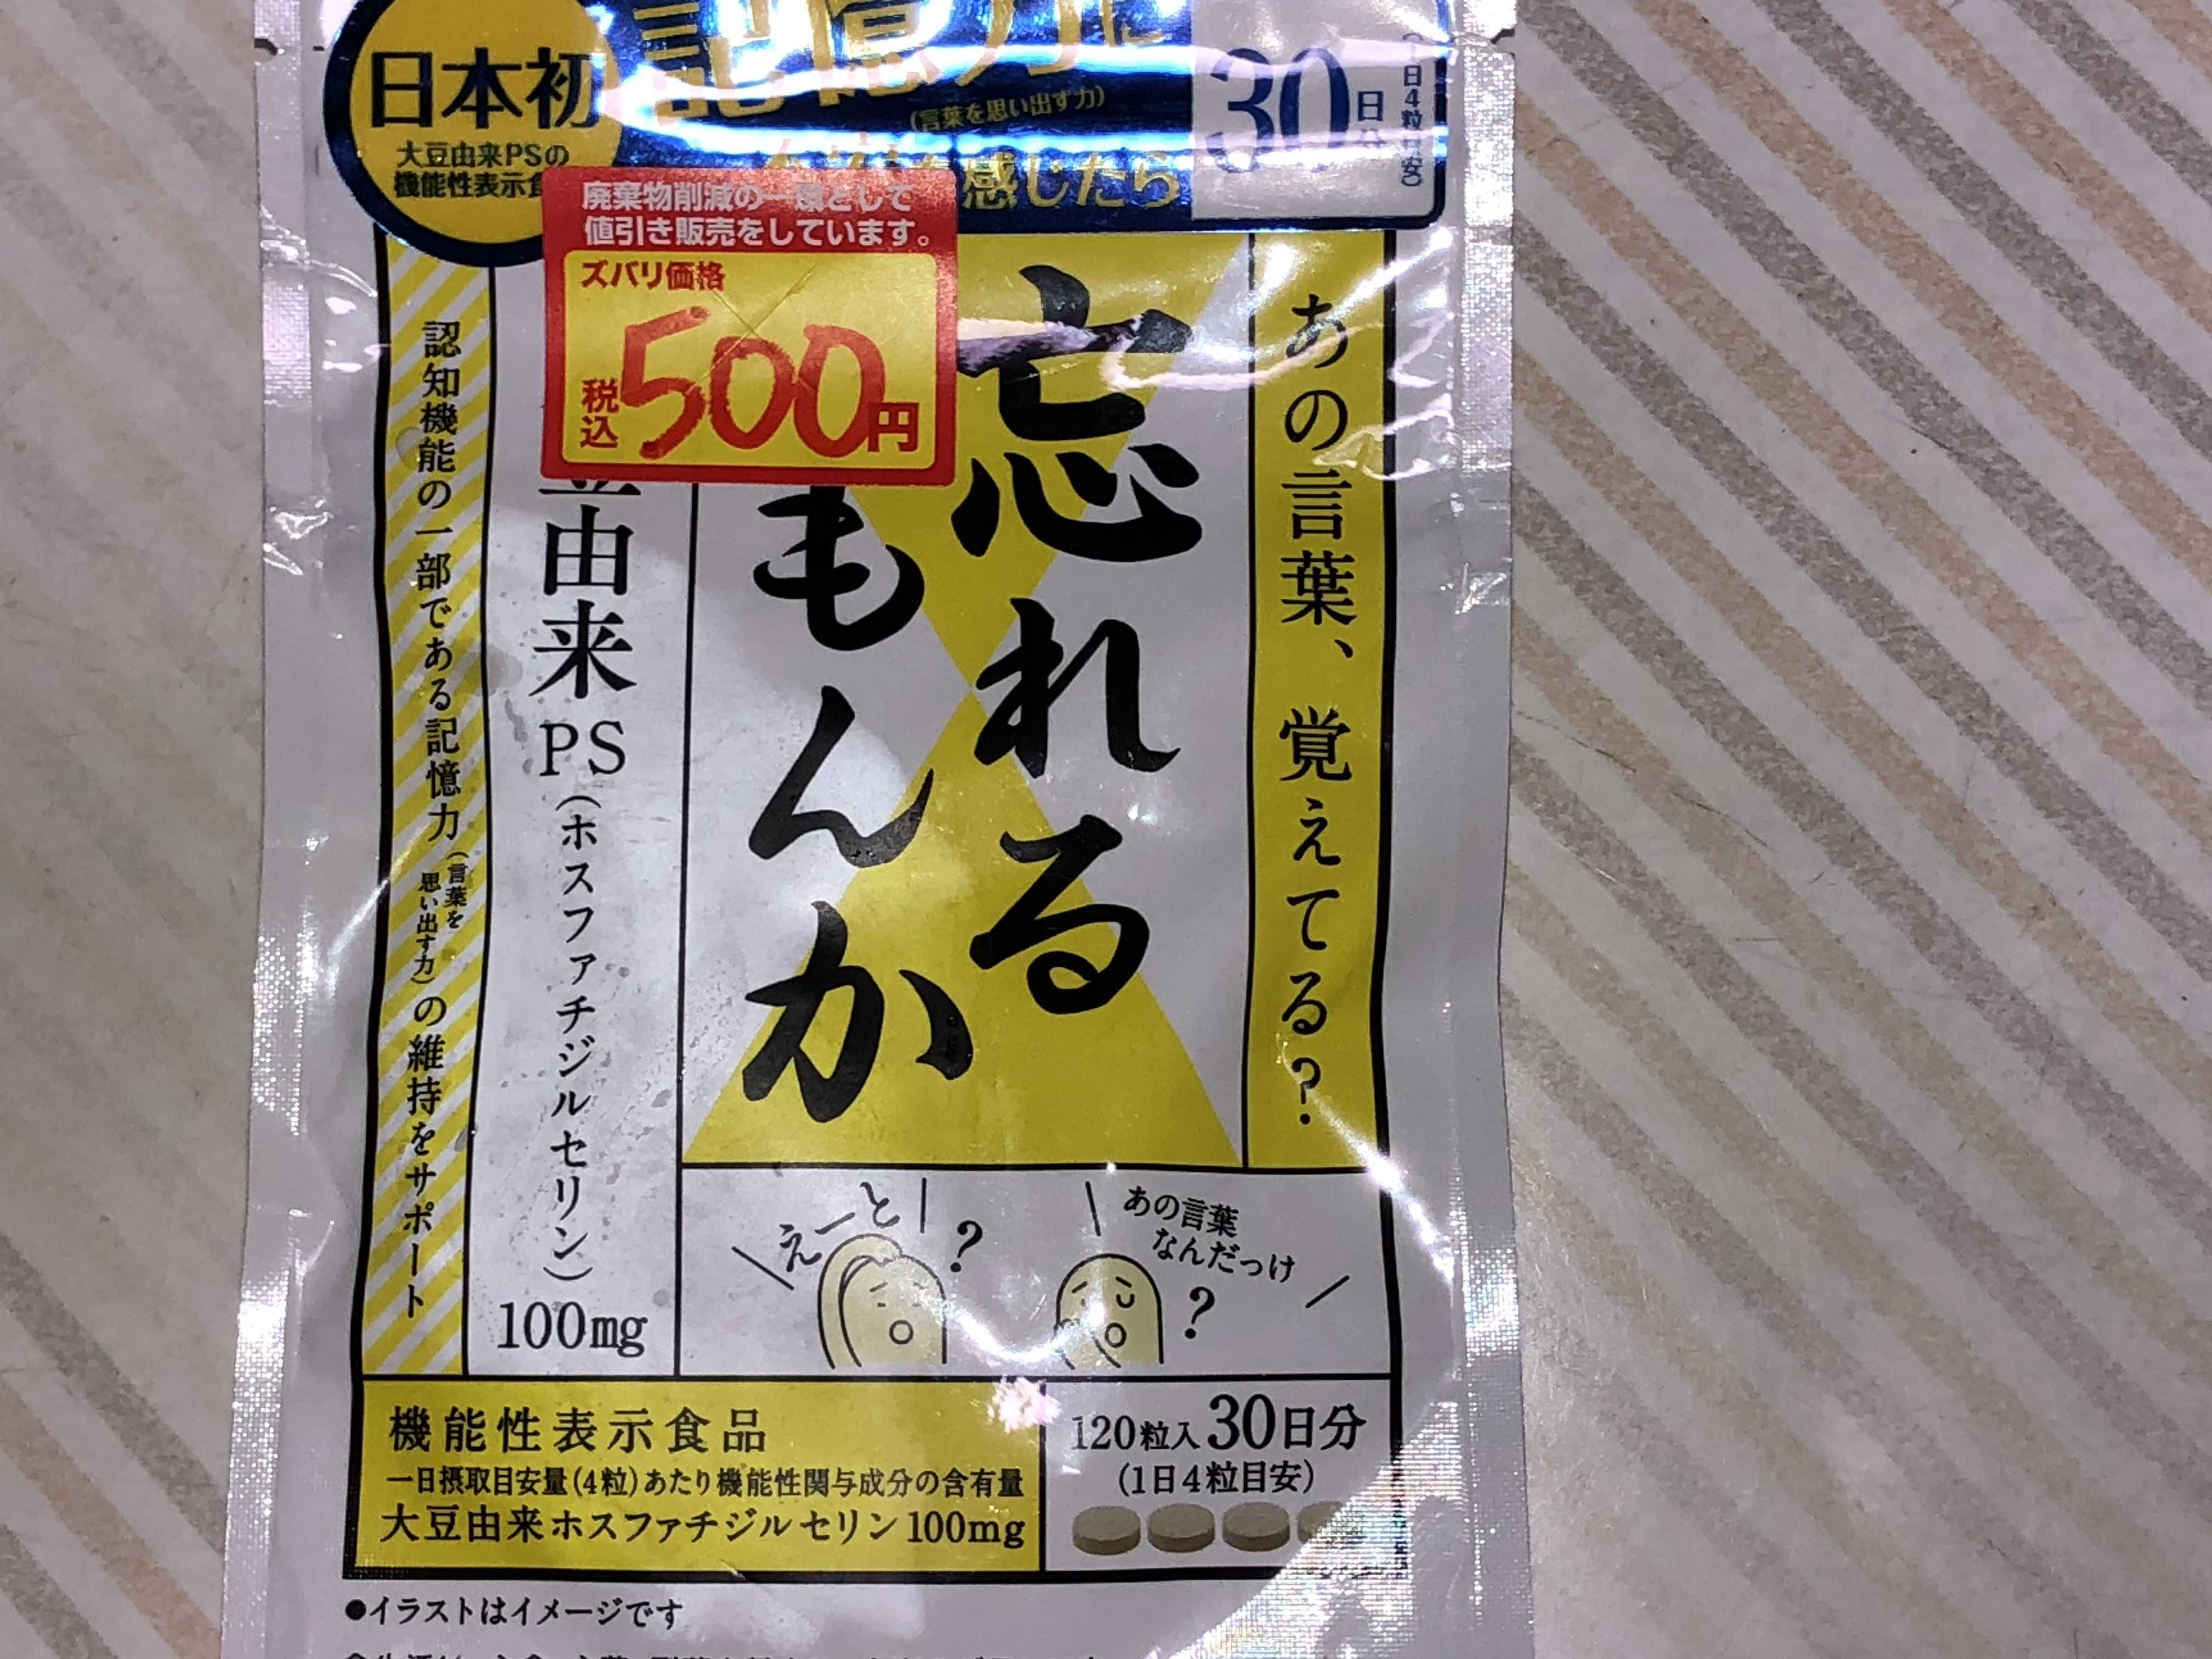 日本初
大豆由来PSの
機能性表示食
記憶力に
(言葉を思い出す力)
感じたら
30日分
(1日4粒目安)
廃棄物削減の一環として
値引き販売をしています。
ズバリ価格
税込500円
あの言葉、覚えてる?
忘れる
もんか
由来PS(ホスファチジルセリン)
100mg
認知機能の一部である記憶力(言葉を思い出す力)の維持をサポート
えーと?
あの言葉
なんだっけ?
機能性表示食品
一日摂取目安量(4粒)あたり機能性関与成分の含有量
大豆由来ホスファチジルセリン100mg
120粒入30日分
(1日4粒目安)
●イラストはイメージです